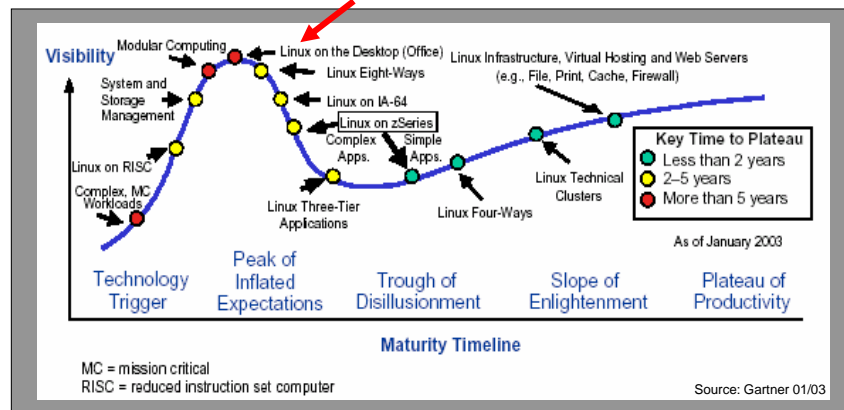 Visibility
Modular Computing
Linux on the Desktop (Office)
Linux Eight-Ways
System and
Storage
Management
Linux on IA-64
Linux on zSeries
Complex
Apps.
Simple
Apps.
Linux on RISC
Complex, MC
Workloads
Linux Three-Tier
Applications
Linux Four-Ways
Linux Technical
Clusters
Linux Infrastructure, Virtual Hosting and Web Servers
(e.g., File, Print, Cache, Firewall)
Key Time to Plateau
Less than 2 years
2–5 years
More than 5 years
As of January 2003
Technology
Trigger
Peak of
Inflated
Expectations
Trough of
Disillusionment
Slope of
Enlightenment
Plateau of
Productivity
Maturity Timeline
MC = mission critical
RISC = reduced instruction set computer
Source: Gartner 01/03